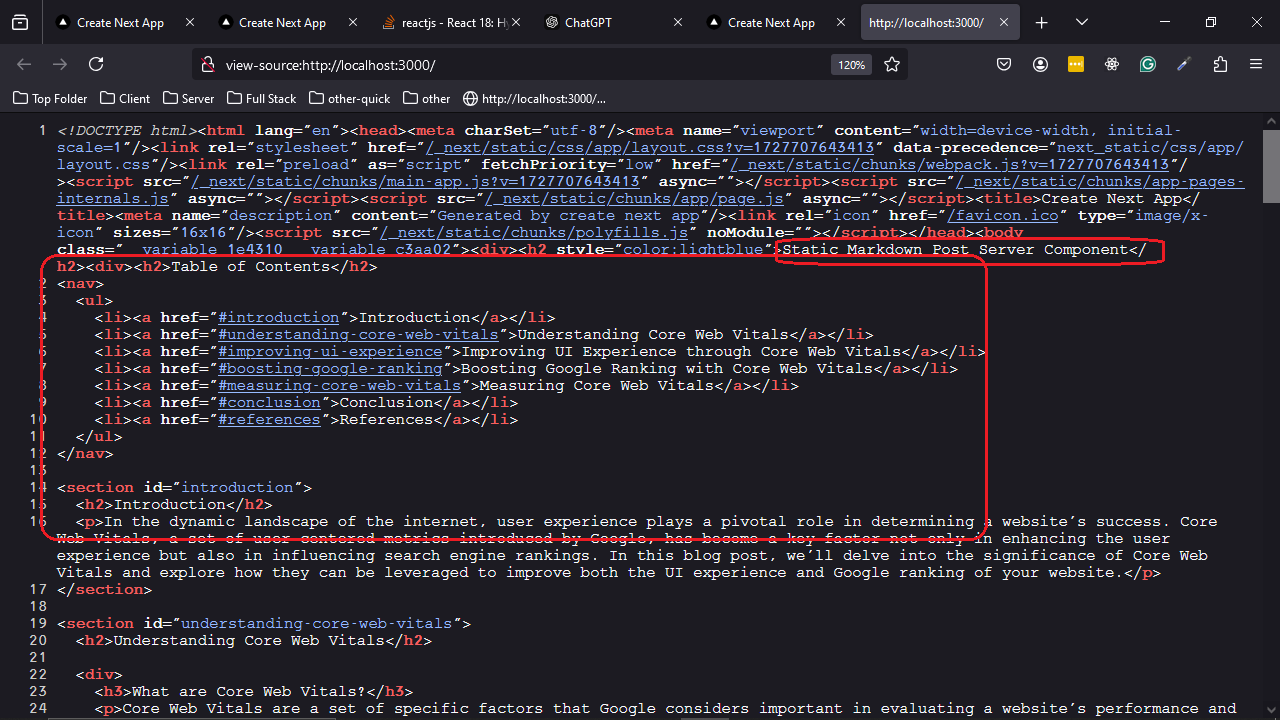 Create Next App
Create Next App
reactjs - React 18: Hy
ChatGPT
Create Next App
http://localhost:3000/
view-source:http://localhost:3000/
120%
Top Folder
Client
Server
Full Stack
other-quick
other
http://localhost:3000/...
1 <!DOCTYPE html><html lang="en"><head><meta charSet="utf-8"/><meta name="viewport" content="width=device-width, initial-
scale=1"/><link rel="stylesheet" href="/_next/static/css/app/layout.css?v=1727707643413" data-precedence="next_static/css/app/
layout.css"/><link rel="preload" as="script" fetchPriority="low" href="/_next/static/chunks/webpack.js?v=1727707643413"/
><script src="/_next/static/chunks/main-app.js?v=1727707643413" async=""></script><script src="/_next/static/chunks/app-pages-
internals.js" async=""></script><script src="/_next/static/chunks/app/page.js" async=""></script><title>Create Next App</
title><meta name="description" content="Generated by create next app"/><link rel="icon" href="/favicon.ico" type="image/x-
icon" sizes="16x16"/><script src="/_next/static/chunks/polyfills.js" noModule=""></script></head><body
class="__variable_1e4310 __variable_c3aa02"><div><h2 style="color:lightblue">Static Markdown Post Server Component</
h2><div><h2>Table of Contents</h2>
2 <nav>
3 <ul>
4 <li><a href="#introduction">Introduction</a></li>
5 <li><a href="#understanding-core-web-vitals">Understanding Core Web Vitals</a></li>
6 <li><a href="#improving-ui-experience">Improving UI Experience through Core Web Vitals</a></li>
7 <li><a href="#boosting-google-ranking">Boosting Google Ranking with Core Web Vitals</a></li>
8 <li><a href="#measuring-core-web-vitals">Measuring Core Web Vitals</a></li>
9 <li><a href="#conclusion">Conclusion</a></li>
10 <li><a href="#references">References</a></li>
11 </ul>
12 </nav>
13
14 <section id="introduction">
15 <h2>Introduction</h2>
16 <p>In the dynamic landscape of the internet, user experience plays a pivotal role in determining a website's success. Core
Web Vitals, a set of user-centered metrics introduced by Google, has become a key factor not only in enhancing the user
experience but also in influencing search engine rankings. In this blog post, we'll delve into the significance of Core Web
Vitals and explore how they can be leveraged to improve both the UI experience and Google ranking of your website.</p>
17 </section>
18
19 <section id="understanding-core-web-vitals">
20 <h2>Understanding Core Web Vitals</h2>
21
22 <div>
23 <h3>What are Core Web Vitals?</h3>
24 <p>Core Web Vitals are a set of specific factors that Google considers important in evaluating a website's performance and